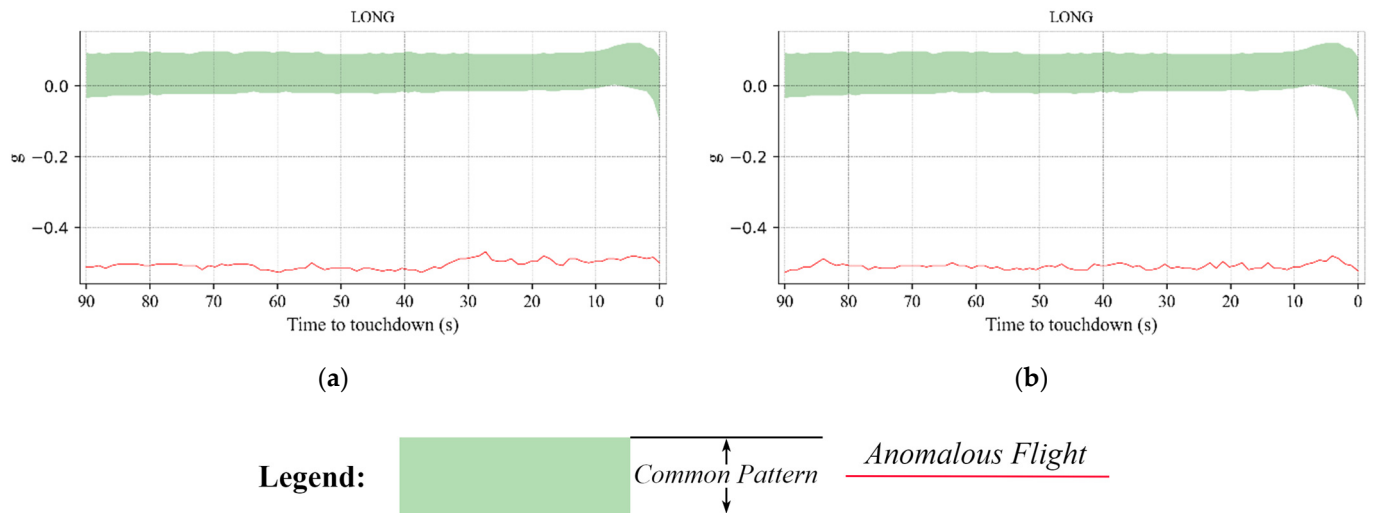 LONG
0.0
−0.2
−0.4
g
90 80 70 60 50 40 30 20 10 0
Time to touchdown (s)
(a)
LONG
0.0
−0.2
−0.4
g
90 80 70 60 50 40 30 20 10 0
Time to touchdown (s)
(b)
Legend:
Common Pattern
Anomalous Flight